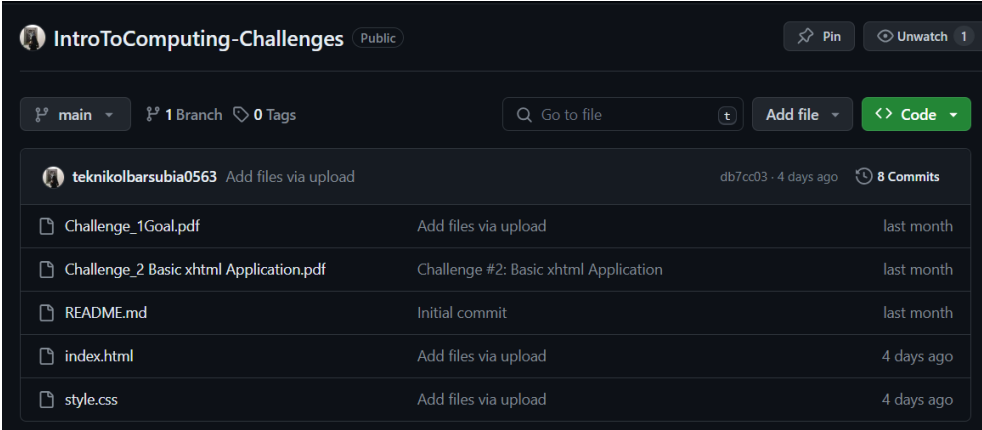 IntroToComputing-Challenges Public Pin Unwatch 1
main 1 Branch 0 Tags Go to file t Add file Code
teknikolbarsubia0563 Add files via upload db7cc03 · 4 days ago 8 Commits
Challenge_1Goal.pdf Add files via upload last month
Challenge_2 Basic xhtml Application.pdf Challenge #2: Basic xhtml Application last month
README.md Initial commit last month
index.html Add files via upload 4 days ago
style.css Add files via upload 4 days ago